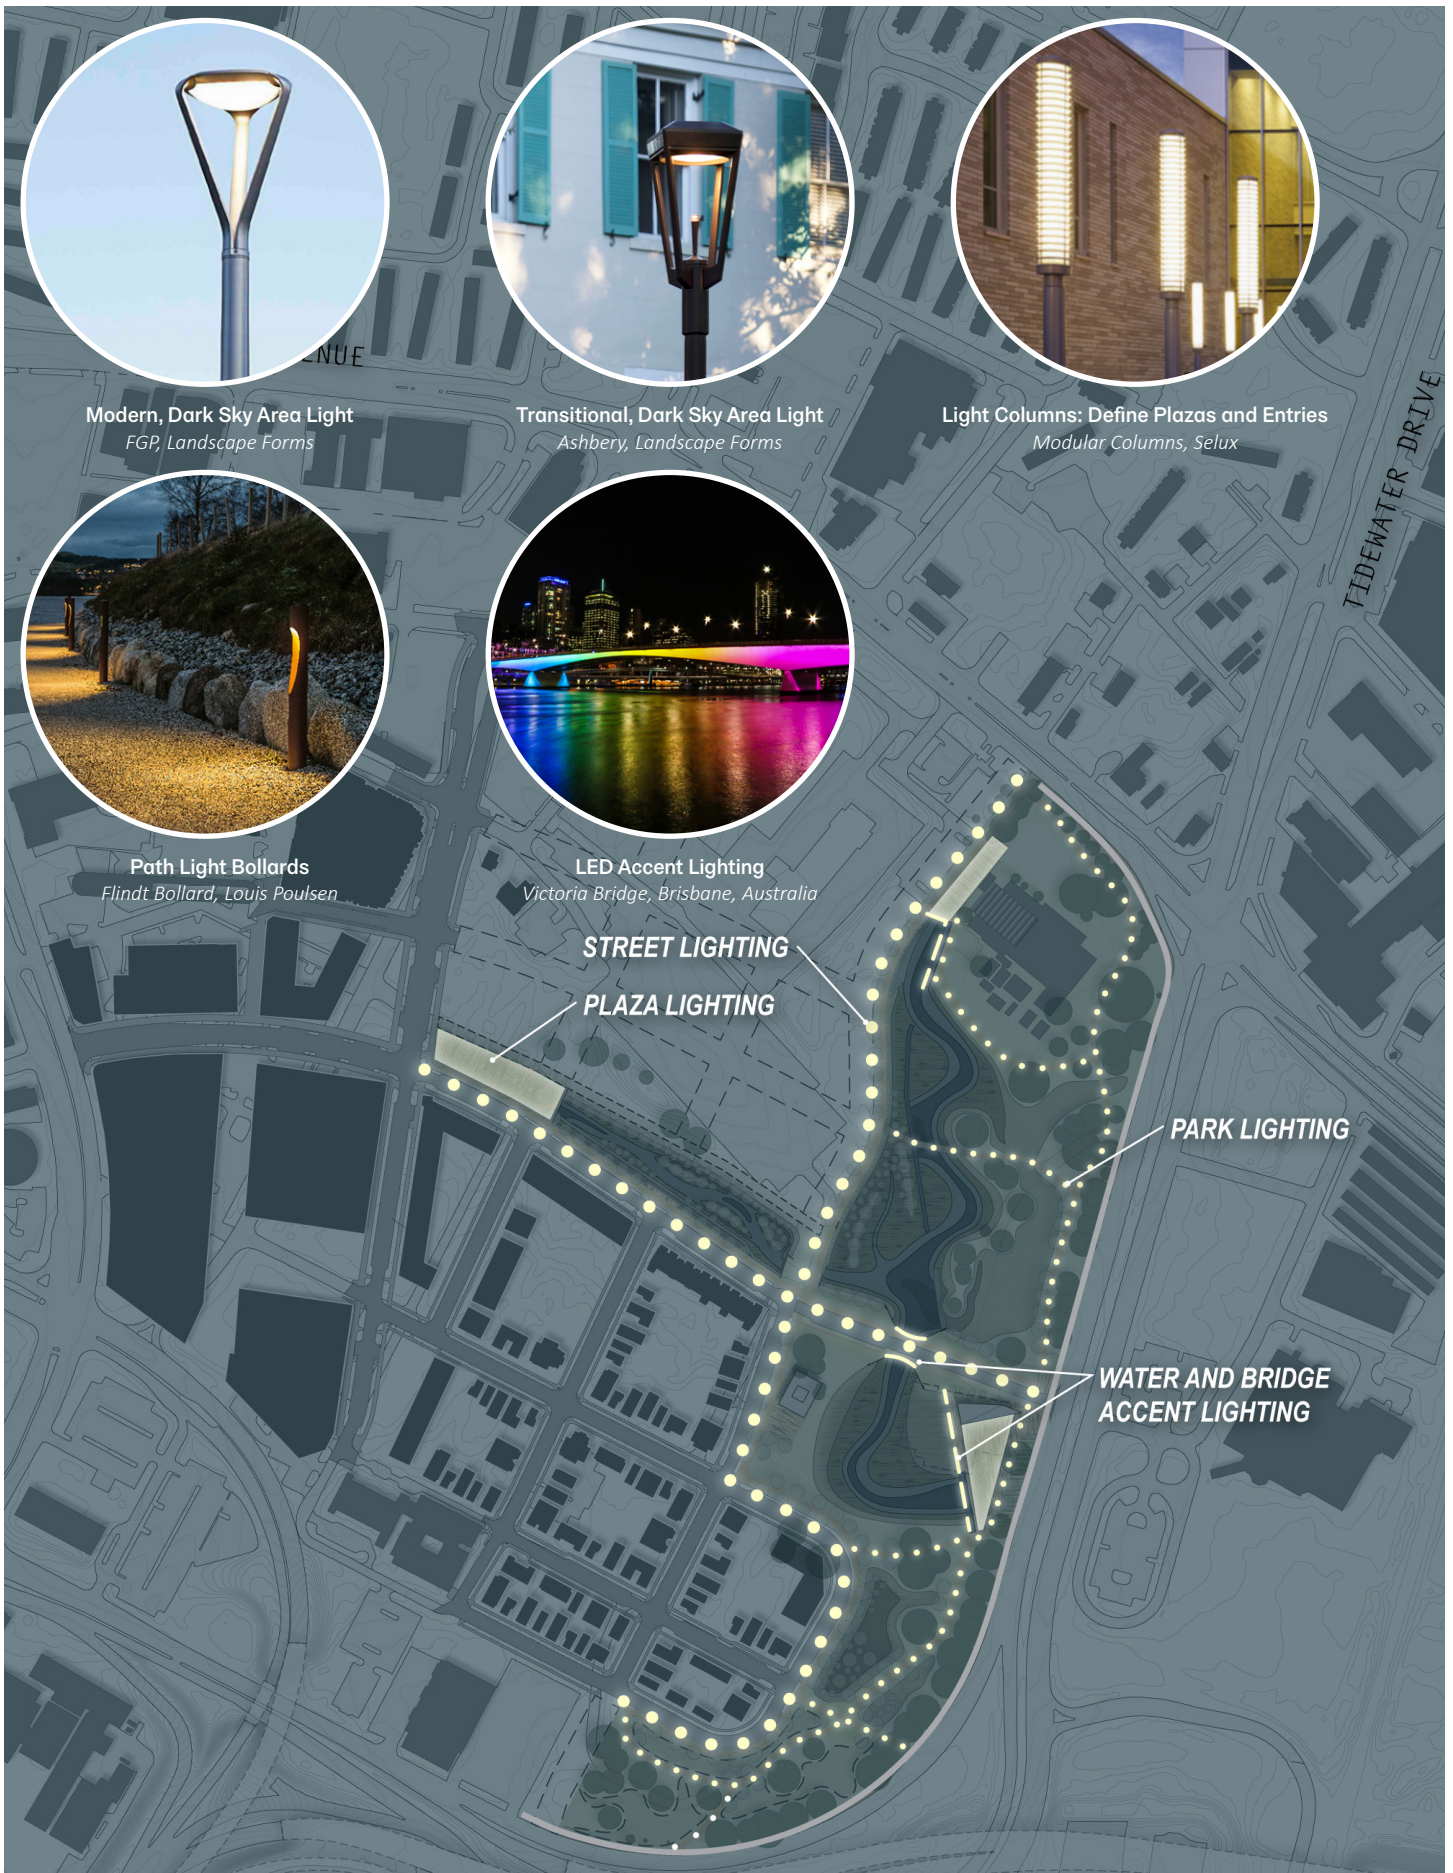 ENUE
TIDEWATER DRIVE
Modern, Dark Sky Area Light
FGP, Landscape Forms
Transitional, Dark Sky Area Light
Ashbery, Landscape Forms
Light Columns: Define Plazas and Entries
Modular Columns, Selux
Path Light Bollards
Flindt Bollard, Louis Poulsen
LED Accent Lighting
Victoria Bridge, Brisbane, Australia
STREET LIGHTING
PLAZA LIGHTING
PARK LIGHTING
WATER AND BRIDGE
ACCENT LIGHTING